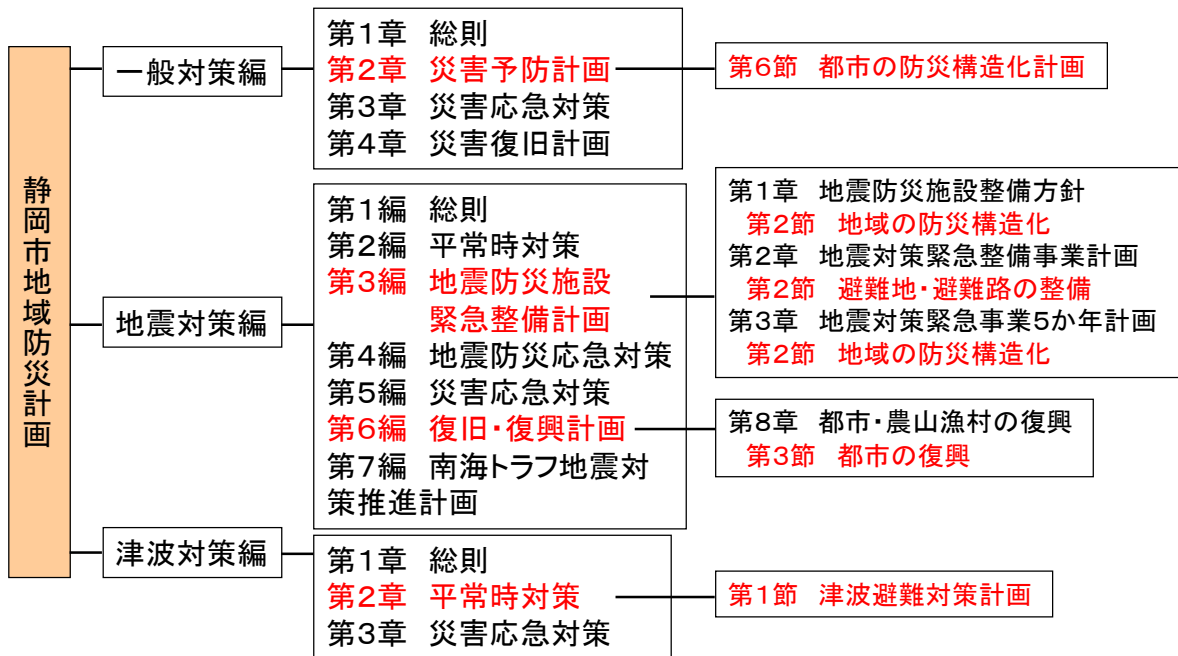 静岡市地域防災計画
一般対策編
第1章 総則
第2章 災害予防計画
第3章 災害応急対策
第4章 災害復旧計画
第6節 都市の防災構造化計画
地震対策編
第1編 総則
第2編 平常時対策
第3編 地震防災施設
緊急整備計画
第4編 地震防災応急対策
第5編 災害応急対策
第6編 復旧・復興計画
第7編 南海トラフ地震対
策推進計画
第1章 地震防災施設整備方針
第2節 地域の防災構造化
第2章 地震対策緊急整備事業計画
第2節 避難地・避難路の整備
第3章 地震対策緊急事業5か年計画
第2節 地域の防災構造化
第8章 都市・農山漁村の復興
第3節 都市の復興
津波対策編
第1章 総則
第2章 平常時対策
第3章 災害応急対策
第1節 津波避難対策計画